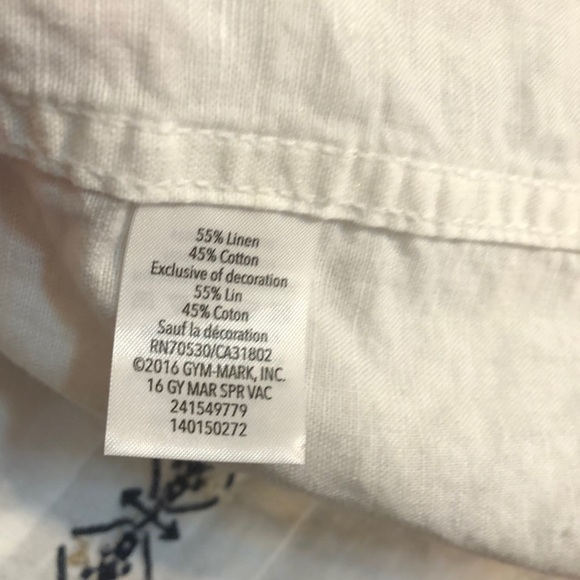 55% Linen
45% Cotton
Exclusive of decoration
55% Lin
45% Coton
Sauf la décoration
RN70530/CA31802
©2016 GYM-MARK, INC.
16 GY MAR SPR VAC
241549779
140150272